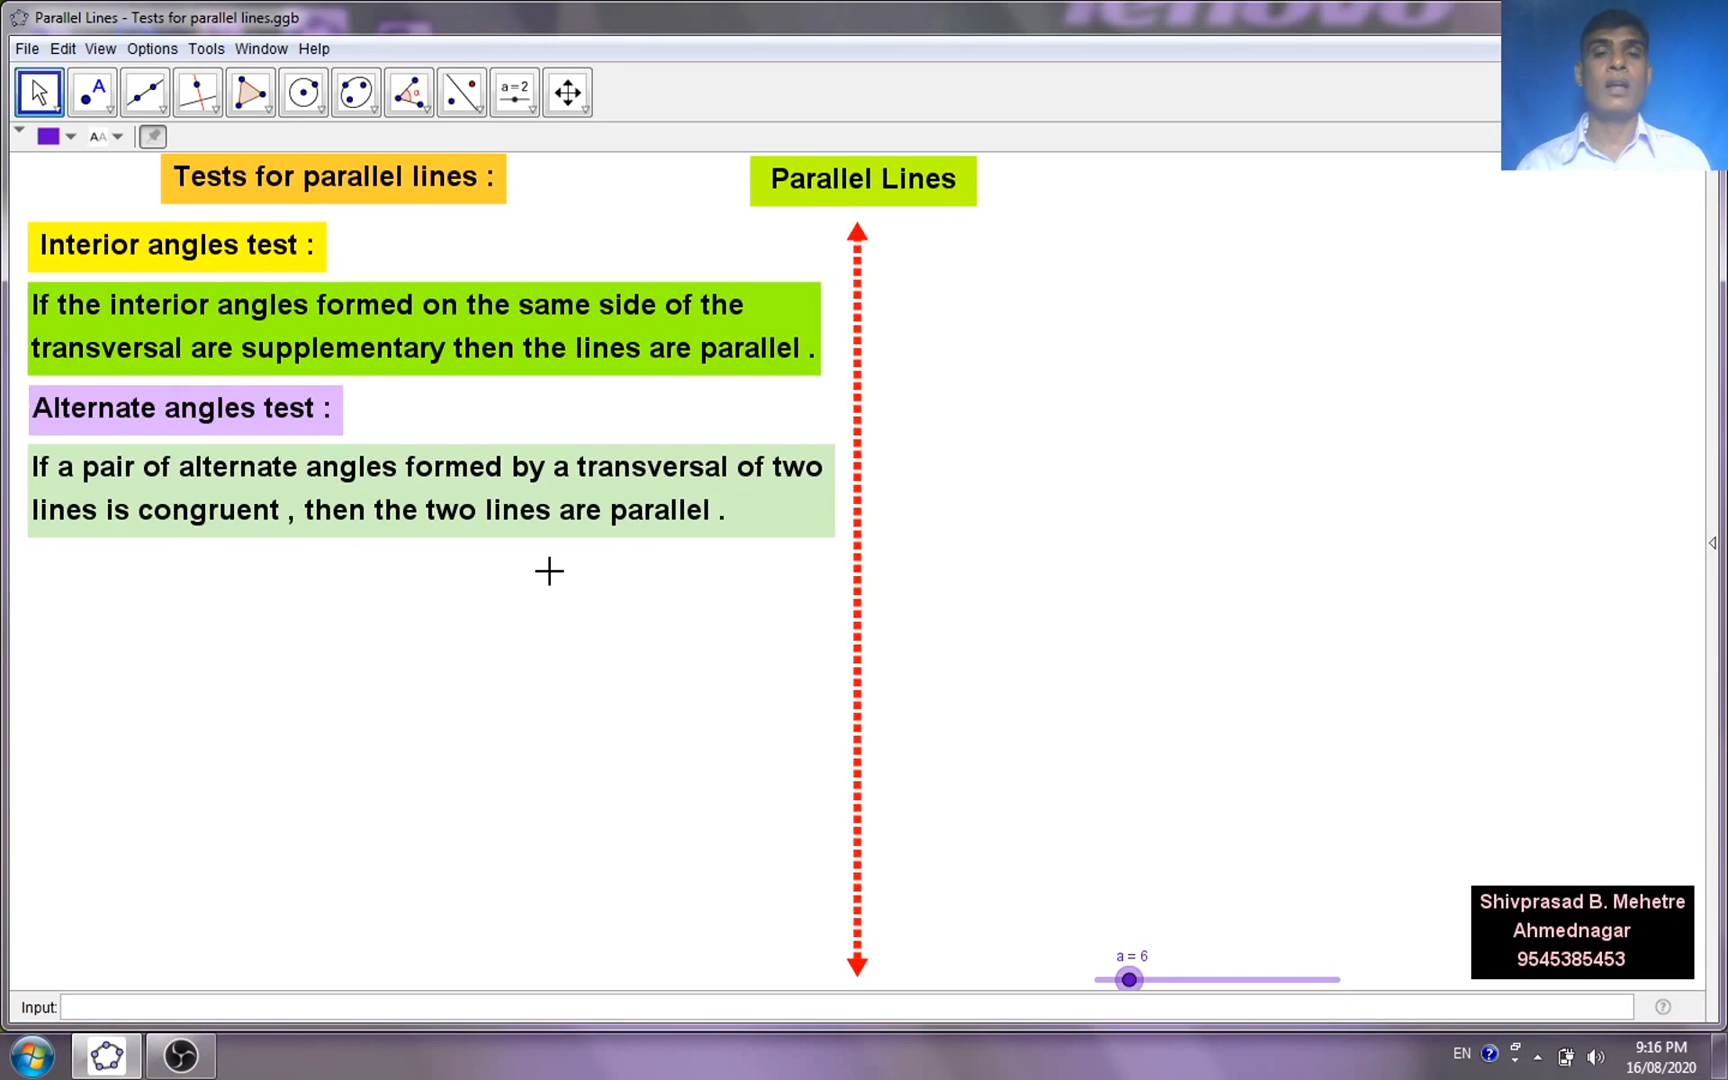 Parallel Lines - Tests for parallel lines.ggb
lenovo
File Edit View Options Tools Window Help
A
α
a=2
AA
Tests for parallel lines :
Parallel Lines
Interior angles test :
If the interior angles formed on the same side of the
transversal are supplementary then the lines are parallel .
Alternate angles test :
If a pair of alternate angles formed by a transversal of two
lines is congruent , then the two lines are parallel .
Shivprasad B. Mehetre
Ahmednagar
9545385453
a = 6
Input:
EN
9:16 PM
16/08/2020